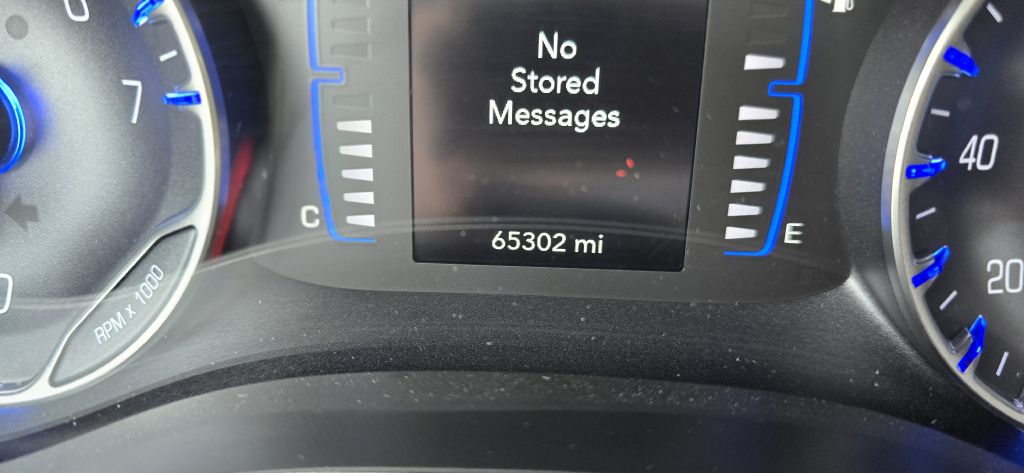 No
Stored
Messages
65302 mi
C
E
7
RPM x 1000
40
20